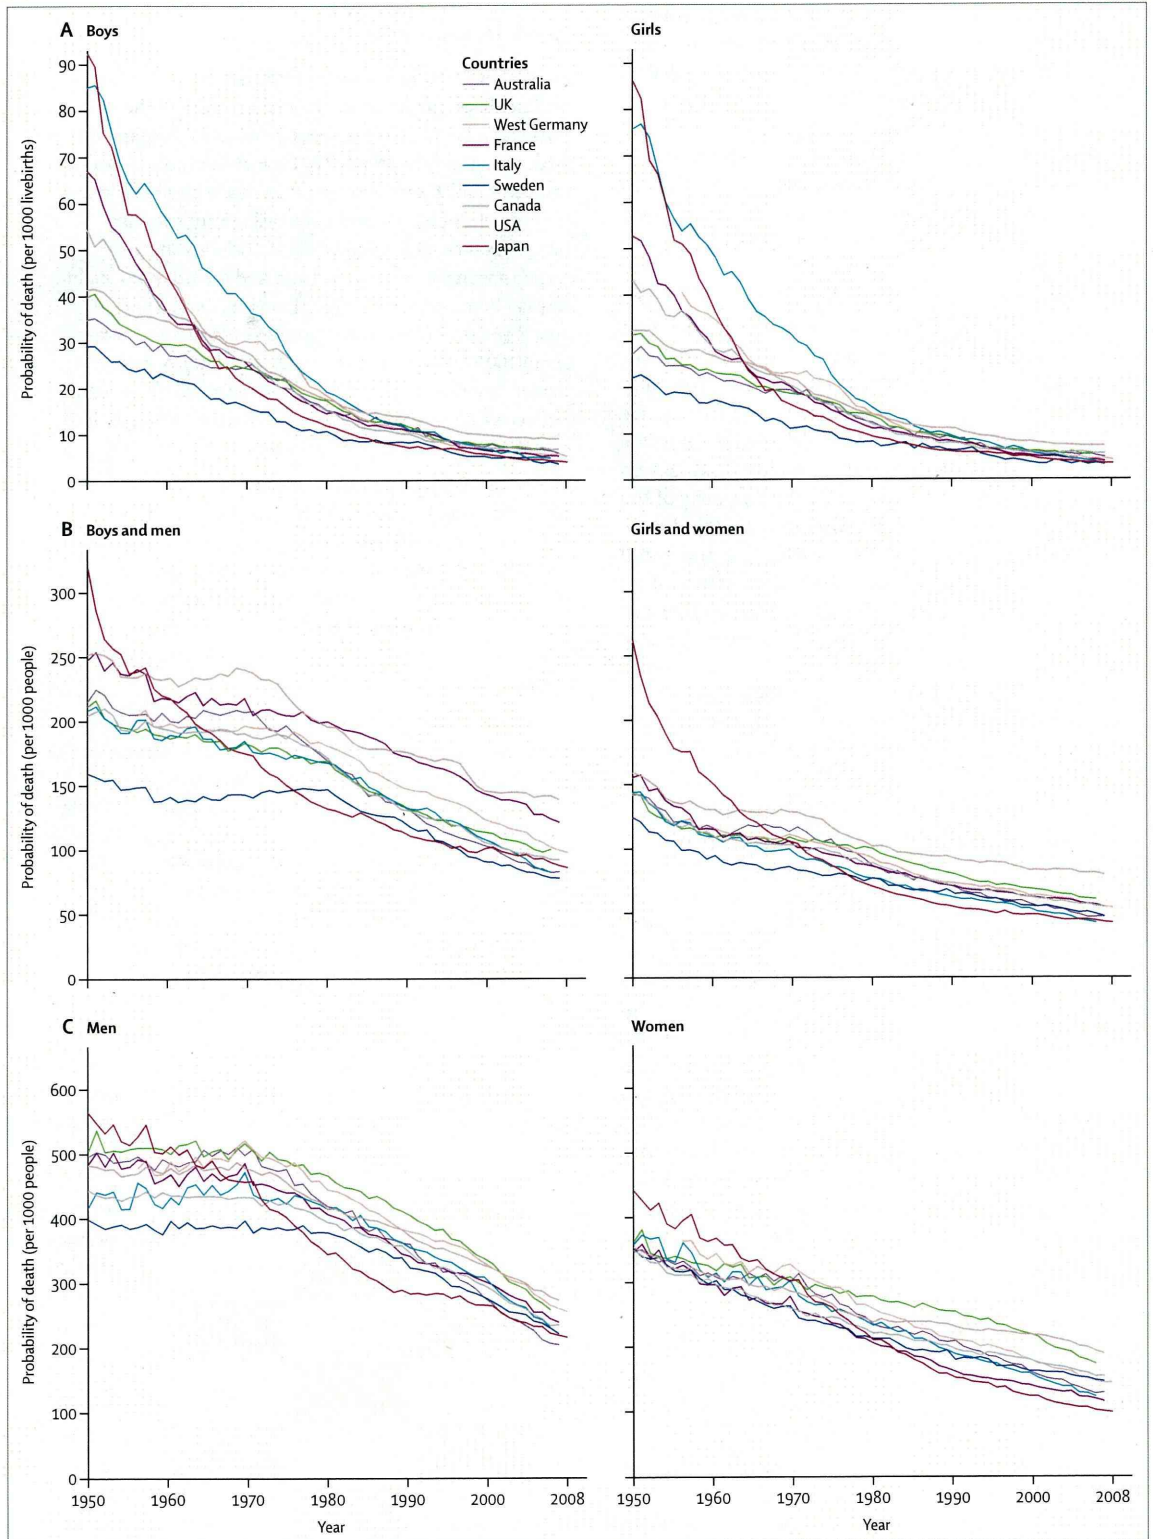 A Boys
Girls
Countries
Australia
UK
West Germany
France
Italy
Sweden
Canada
USA
Japan
Probability of death (per 1000 livebirths)
90
80
70
60
50
40
30
20
10
0
B Boys and men
Girls and women
Probability of death (per 1000 people)
300
250
200
150
100
50
0
C Men
Women
Probability of death (per 1000 people)
600
500
400
300
200
100
0
1950 1960 1970 1980 1990 2000 2008
Year
1950 1960 1970 1980 1990 2000 2008
Year